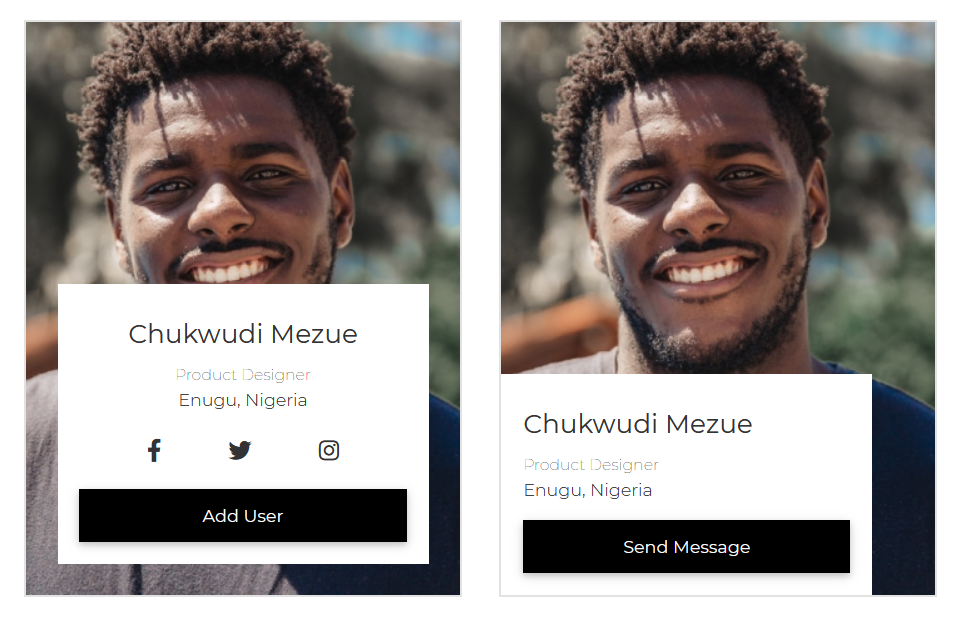 Chukwudi Mezue
Product Designer
Enugu, Nigeria
Add User
Chukwudi Mezue
Product Designer
Enugu, Nigeria
Send Message